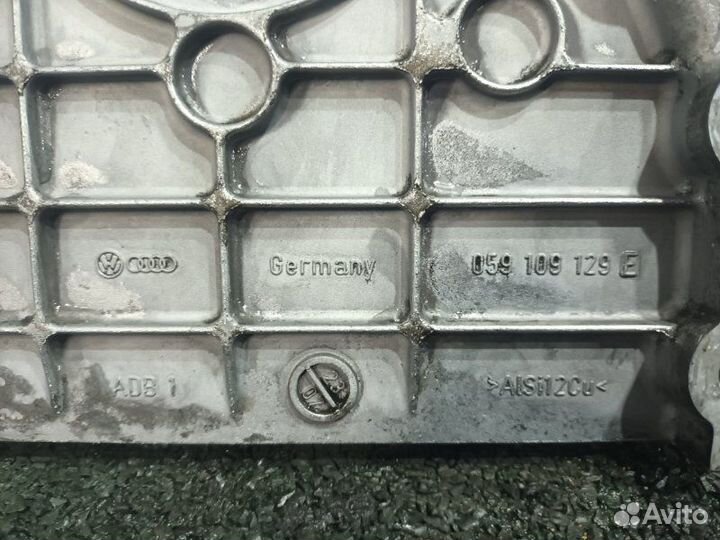 Germany
059 109 129 E
ADB 1
>AlSi12Cu<
Avito